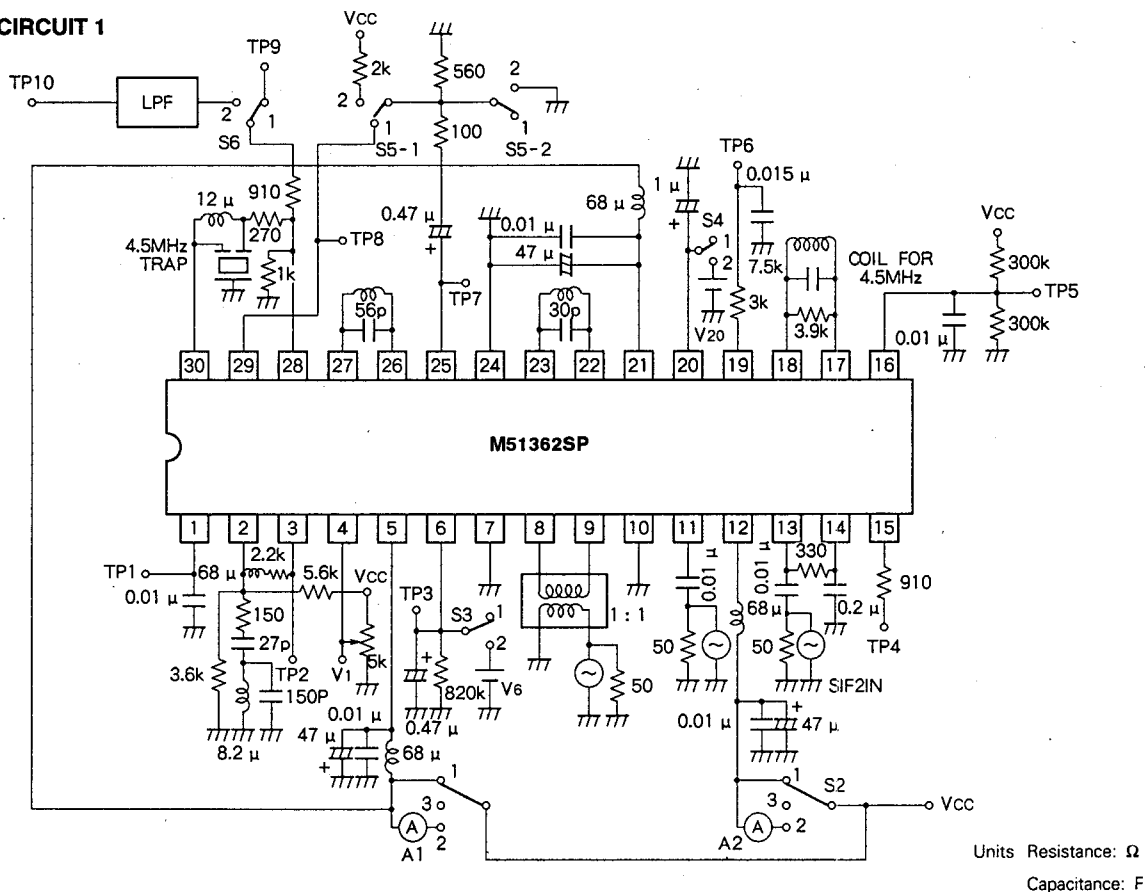 CIRCUIT 1
VCC
TP9
TP10
LPF
2
1
S6
2k
2
1
S5-1
560
100
2
1
S5-2
TP6
0.015 μ
1 μ
+
S4
1
2
V20
68 μ
12 μ
910
270
4.5MHz
TRAP
1k
TP8
0.47 μ
+
TP7
0.01 μ
47 μ
56p
30p
3k
7.5k
3.9k
COIL FOR
4.5MHz
VCC
300k
TP5
300k
0.01 μ
30 29 28 27 26 25 24 23 22 21 20 19 18 17 16
M51362SP
1 2 3 4 5 6 7 8 9 10 11 12 13 14 15
TP1
0.01 μ
68 μ
2.2k
5.6k
VCC
150
27p
3.6k
150P
8.2 μ
TP2
V1
5k
TP3
S3
1
2
V6
+
820k
0.47 μ
0.01 μ
47 μ
+
68 μ
1 : 1
50
0.01 μ
50
68 μ
0.01 μ
330
0.2 μ
50
SIF2IN
910
TP4
0.01 μ
+
47 μ
1
3
2
A
A1
1
S2
3
2
A
A2
VCC
Units Resistance: Ω
Capacitance: F